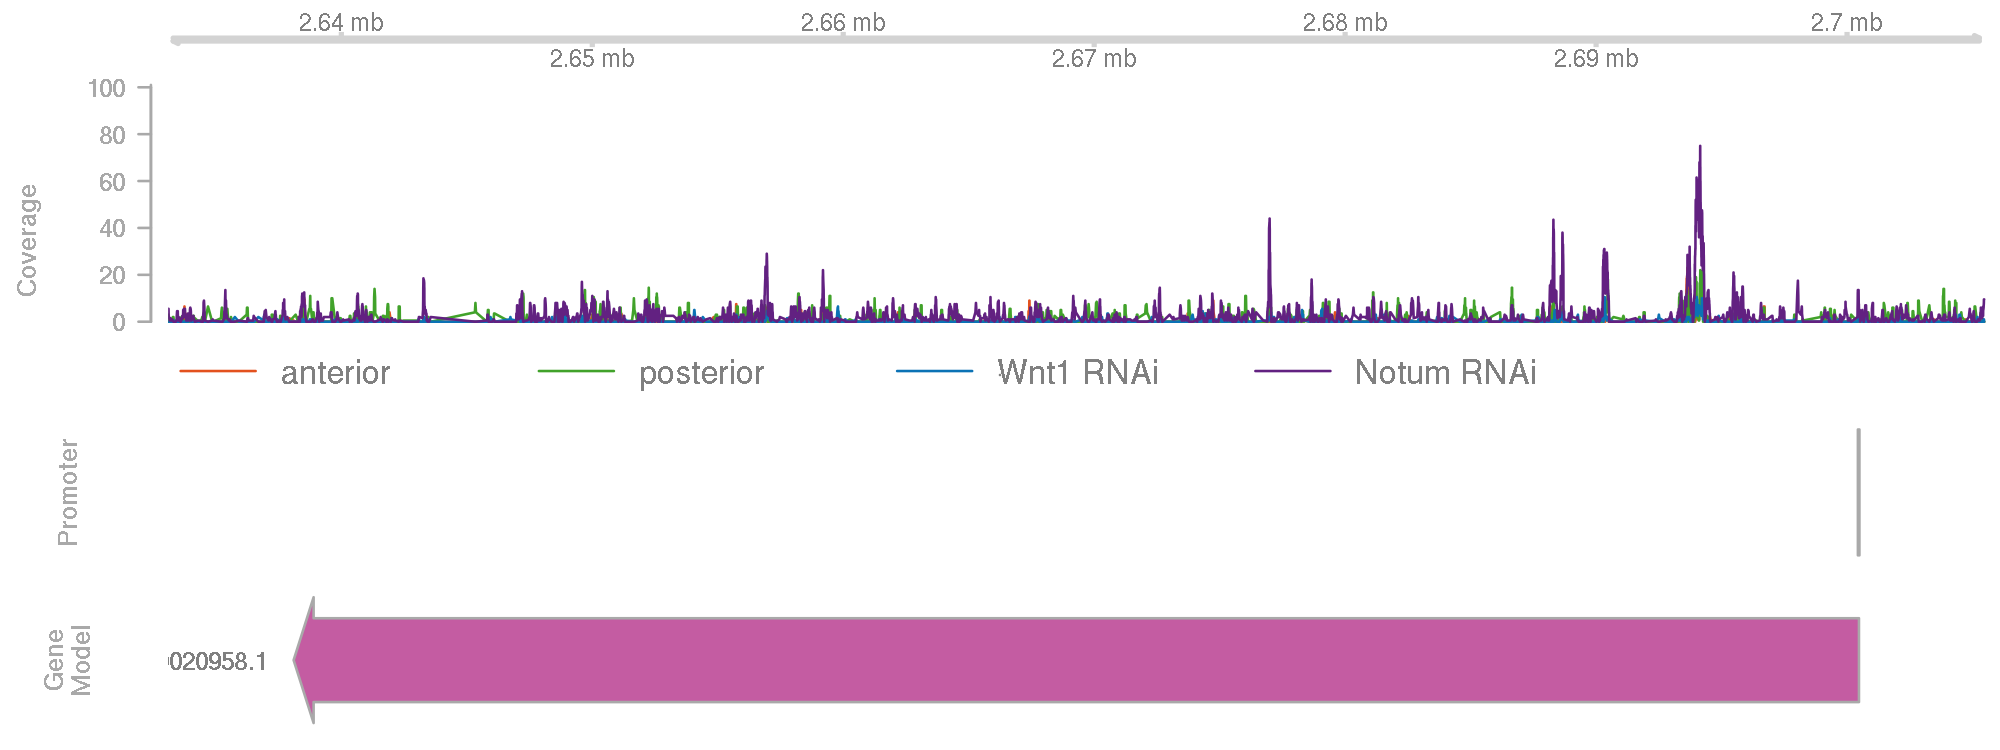 2.64 mb 2.66 mb 2.68 mb 2.7 mb
2.65 mb 2.67 mb 2.69 mb
100
80
60
40
20
0
Coverage
anterior posterior Wnt1 RNAi Notum RNAi
Promoter
Gene
Model
020958.1